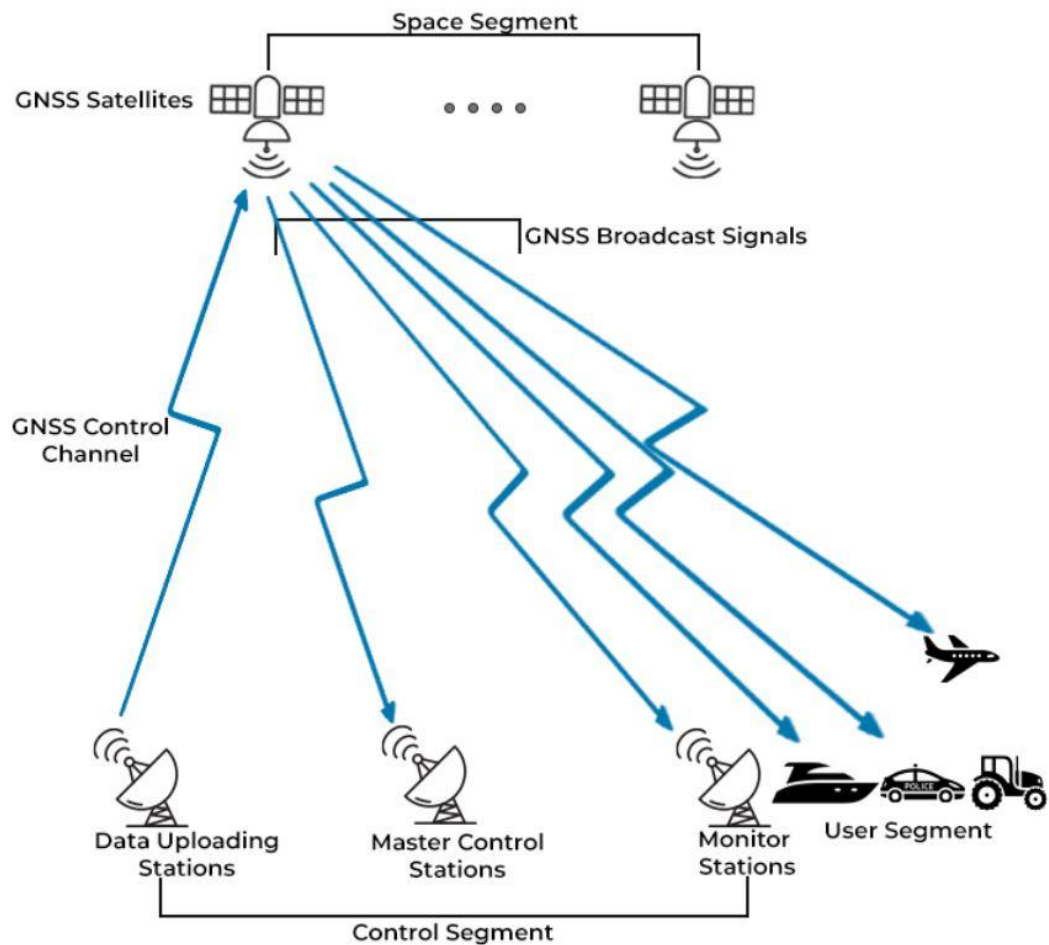 Space Segment
GNSS Satellites
GNSS Broadcast Signals
GNSS Control
Channel
POLICE
Data Uploading
Stations
Master Control
Stations
Monitor
Stations
User Segment
Control Segment